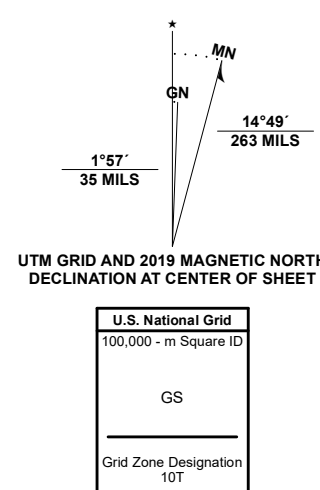 ★
MN
GN
14°49´
263 MILS
1°57´
35 MILS
UTM GRID AND 2019 MAGNETIC NORTH
DECLINATION AT CENTER OF SHEET
U.S. National Grid
100,000 - m Square ID
GS
Grid Zone Designation
10T